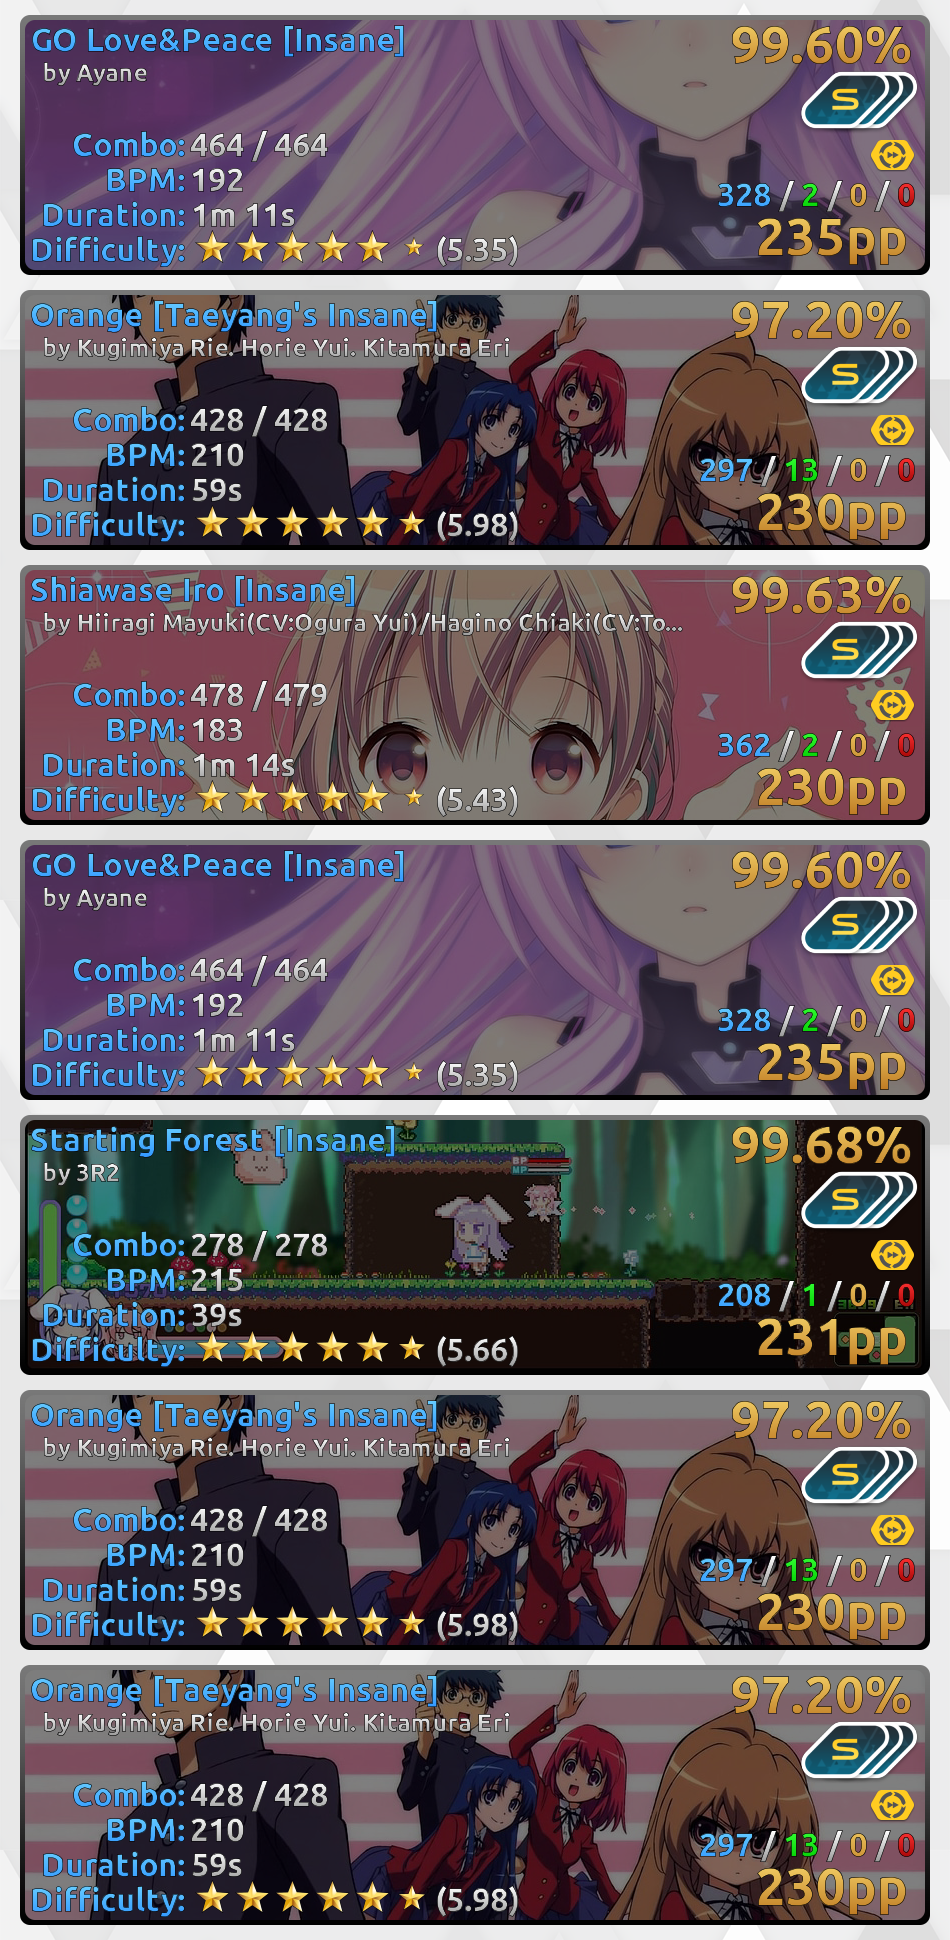 GO Love&Peace [Insane]
99.60%
by Ayane
S
Combo: 464 / 464
BPM: 192
328 / 2 / 0 / 0
Duration: 1m 11s
235pp
Difficulty: (5.35)
Orange [Taeyang's Insane]
97.20%
by Kugimiya Rie. Horie Yui. Kitamura Eri
S
Combo: 428 / 428
BPM: 210
297 / 13 / 0 / 0
Duration: 59s
230pp
Difficulty: (5.98)
Shiawase Iro [Insane]
99.63%
by Hiiragi Mayuki(CV:Ogura Yui)/Hagino Chiaki(CV:To...
S
Combo: 478 / 479
BPM: 183
362 / 2 / 0 / 0
Duration: 1m 14s
230pp
Difficulty: (5.43)
GO Love&Peace [Insane]
99.60%
by Ayane
S
Combo: 464 / 464
BPM: 192
328 / 2 / 0 / 0
Duration: 1m 11s
235pp
Difficulty: (5.35)
Starting Forest [Insane]
99.68%
by 3R2
BP
MP
S
Combo: 278 / 278
BPM: 215
208 / 1 / 0 / 0
Duration: 39s
231pp
Difficulty: (5.66)
Orange [Taeyang's Insane]
97.20%
by Kugimiya Rie. Horie Yui. Kitamura Eri
S
Combo: 428 / 428
BPM: 210
297 / 13 / 0 / 0
Duration: 59s
230pp
Difficulty: (5.98)
Orange [Taeyang's Insane]
97.20%
by Kugimiya Rie. Horie Yui. Kitamura Eri
S
Combo: 428 / 428
BPM: 210
297 / 13 / 0 / 0
Duration: 59s
230pp
Difficulty: (5.98)